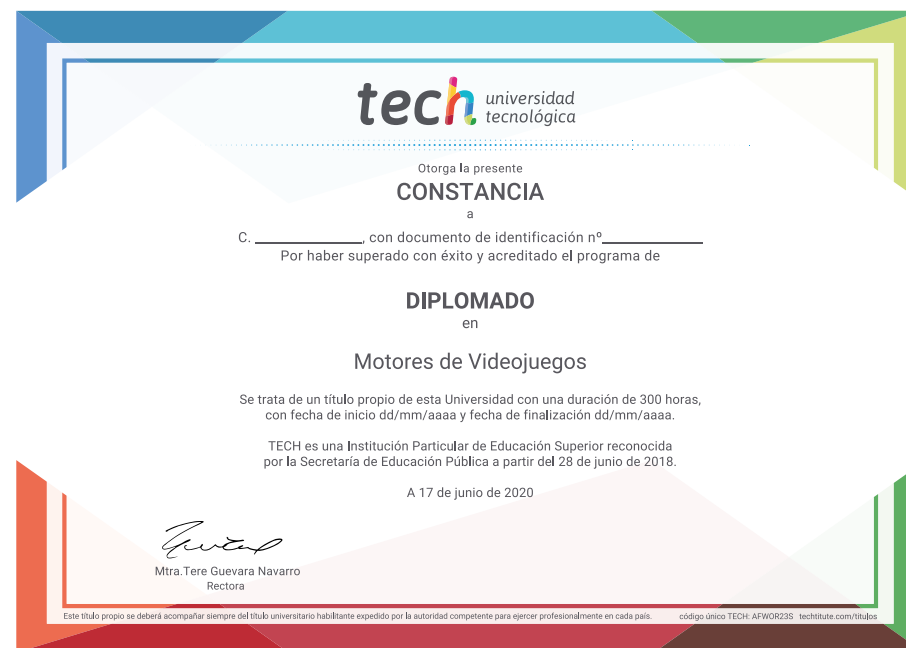 tech universidad
tecnológica
Otorga la presente
CONSTANCIA
a
C. ____________, con documento de identificación nº____________
Por haber superado con éxito y acreditado el programa de
DIPLOMADO
en
Motores de Videojuegos
Se trata de un título propio de esta Universidad con una duración de 300 horas,
con fecha de inicio dd/mm/aaaa y fecha de finalización dd/mm/aaaa.
TECH es una Institución Particular de Educación Superior reconocida
por la Secretaría de Educación Pública a partir del 28 de junio de 2018.
A 17 de junio de 2020
Mtra.Tere Guevara Navarro
Rectora
Este título propio se deberá acompañar siempre del título universitario habilitante expedido por la autoridad competente para ejercer profesionalmente en cada país. código único TECH: AFWOR23S techtitute.com/titulos